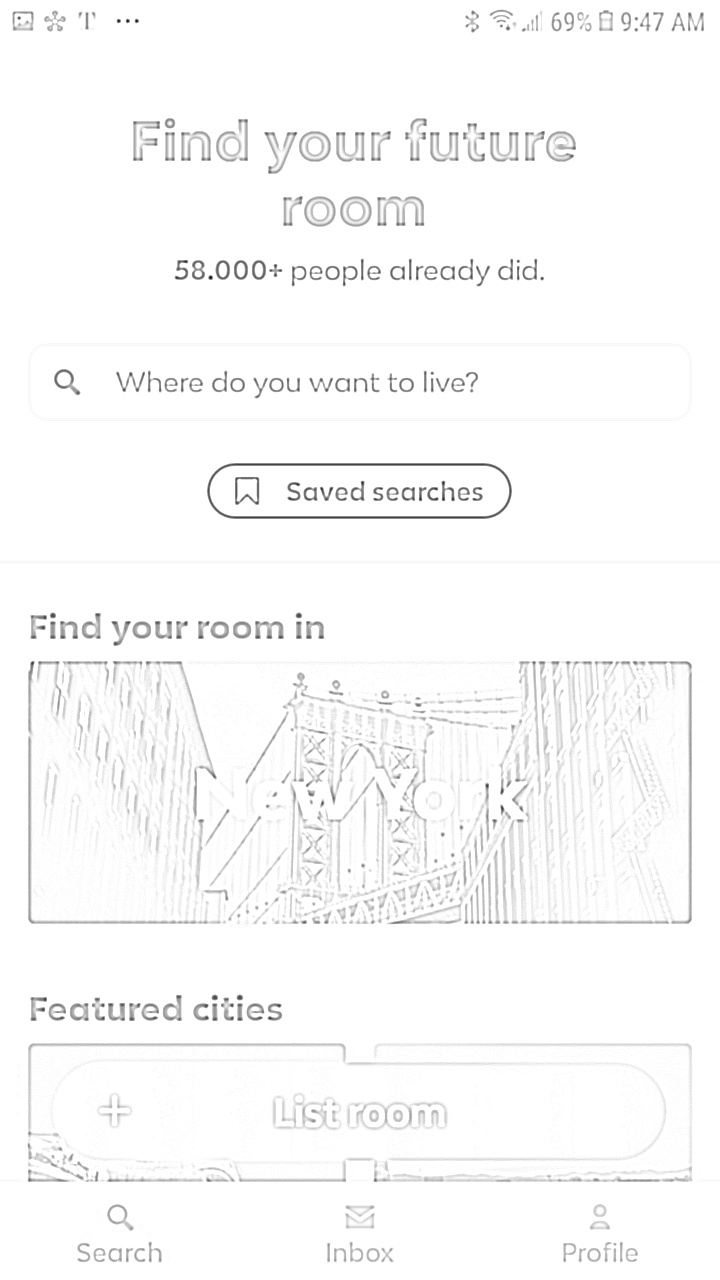 69% 9:47 AM
Find your future
room
58.000+ people already did.
Where do you want to live?
Saved searches
Find your room in
New York
Featured cities
+ List room
Search Inbox Profile